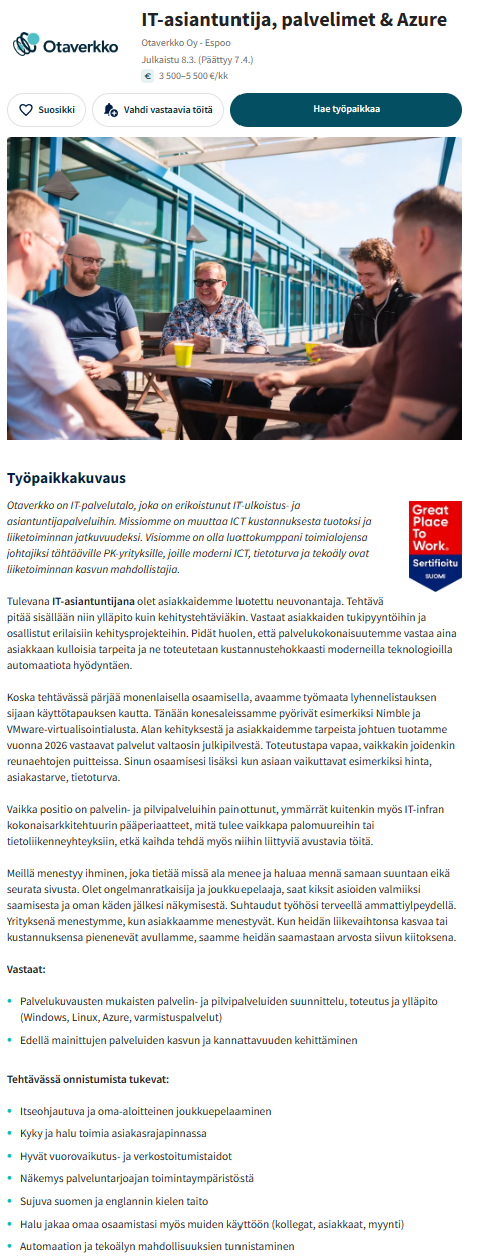 Otaverkko
IT-asiantuntija, palvelimet & Azure
Otaverkko Oy - Espoo
Julkaistu 8.3. (Päättyy 7.4.)
€ 3 500–5 500 €/kk
Suosikki
Vahdi vastaavia töitä
Hae työpaikkaa
Työpaikkakuvaus
Otaverkko on IT-palvelutalo, joka on erikoistunut IT-ulkoistus- ja
asiantuntijapalveluihin. Missiomme on muuttaa ICT kustannuksesta tuotoksi ja
liiketoiminnan jatkuvuudeksi. Visiomme on olla luottokumppani toimialojensa
johtajiksi tähtääville PK-yrityksille, joille moderni ICT, tietoturva ja tekoäly ovat
liiketoiminnan kasvun mahdollistajia.
Great
Place
To
Work.
Sertifioitu
SUOMI
Tulevana IT-asiantuntijana olet asiakkaidemme luotettu neuvonantaja. Tehtävä
pitää sisällään niin ylläpito kuin kehitystehtäviäkin. Vastaat asiakkaiden tukipyyntöihin ja
osallistut erilaisiin kehitysprojekteihin. Pidät huolen, että palvelukokonaisuutemme vastaa aina
asiakkaan kulloisia tarpeita ja ne toteutetaan kustannustehokkaasti moderneilla teknologioilla
automaatiota hyödyntäen.
Koska tehtävässä pärjää monenlaisella osaamisella, avaamme työmaata lyhennelistauksen
sijaan käyttötapauksen kautta. Tänään konesaleissamme pyörivät esimerkiksi Nimble ja
VMware-virtualisointialusta. Alan kehityksestä ja asiakkaidemme tarpeista johtuen tuotamme
vuonna 2026 vastaavat palvelut valtaosin julkipilvestä. Toteutustapa vapaa, vaikkakin joidenkin
reunaehtojen puitteissa. Sinun osaamisesi lisäksi kun asiaan vaikuttavat esimerkiksi hinta,
asiakastarve, tietoturva.
Vaikka positio on palvelin- ja pilvipalveluihin painottunut, ymmärrät kuitenkin myös IT-infran
kokonaisarkkitehtuurin pääperiaatteet, mitä tulee vaikkapa palomuureihin tai
tietoliikenneyhteyksiin, etkä kaihda tehdä myös niihin liittyviä avustavia töitä.
Meillä menestyy ihminen, joka tietää missä ala menee ja haluaa mennä samaan suuntaan eikä
seurata sivusta. Olet ongelmanratkaisija ja joukkuepelaaja, saat kiksit asioiden valmiiksi
saamisesta ja oman käden jälkesi näkymisestä. Suhtaudut työhösi terveellä ammattiylpeydellä.
Yrityksenä menestymme, kun asiakkaamme menestyvät. Kun heidän liikevaihtonsa kasvaa tai
kustannuksensa pienenevät avullamme, saamme heidän saamastaan arvosta siivun kiitoksena.
Vastaat:
Palvelukuvausten mukaisten palvelin- ja pilvipalveluiden suunnittelu, toteutus ja ylläpito
(Windows, Linux, Azure, varmistuspalvelut)
Edellä mainittujen palveluiden kasvun ja kannattavuuden kehittäminen
Tehtävässä onnistumista tukevat:
Itseohjautuva ja oma-aloitteinen joukkuepelaaminen
Kyky ja halu toimia asiakasrajapinnassa
Hyvät vuorovaikutus- ja verkostoitumistaidot
Näkemys palveluntarjoajan toimintaympäristöstä
Sujuva suomen ja englannin kielen taito
Halu jakaa omaa osaamistasi myös muiden käyttöön (kollegat, asiakkaat, myynti)
Automaation ja tekoälyn mahdollisuuksien tunnistaminen